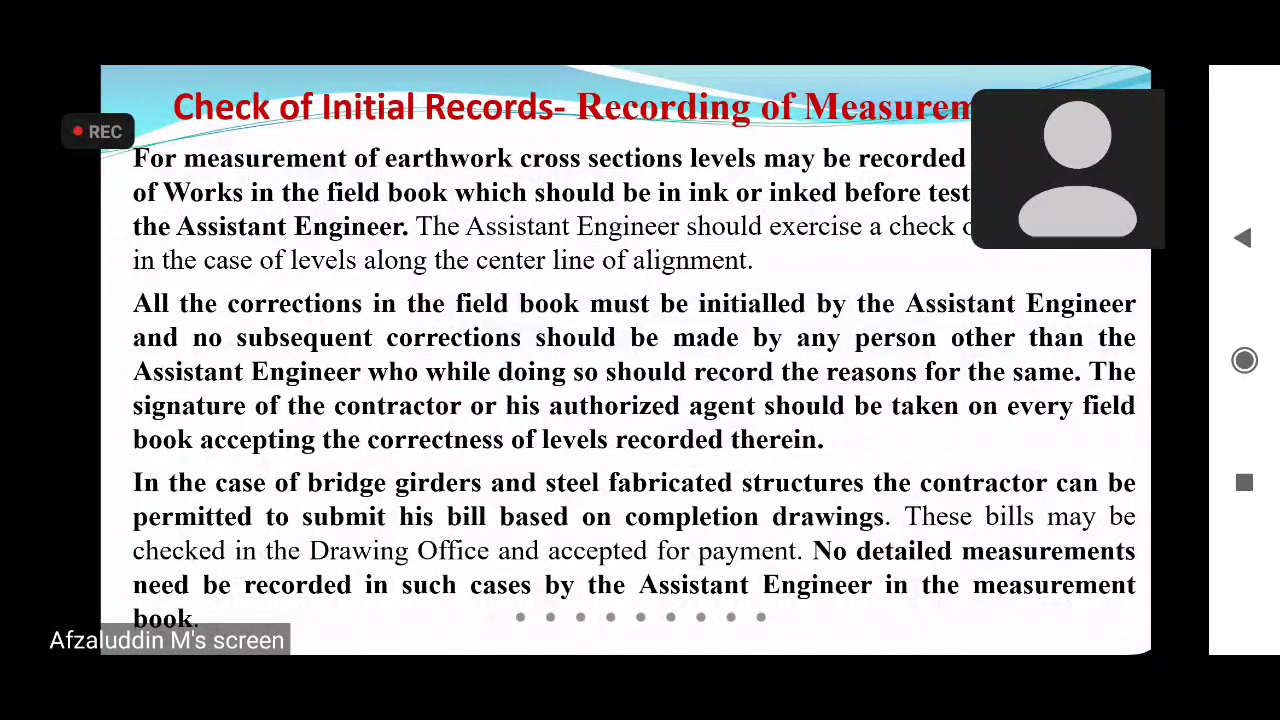 Check of Initial Records- Recording of
REC
For measurement of earthwork cross sections levels may be recorded
of Works in the field book which should be in ink or inked before
the Assistant Engineer. The Assistant Engineer should exercise a check
in the case of levels along the center line of alignment.
All the corrections in the field book must be initialled by the Assistant Engineer
and no subsequent corrections should be made by any person other than the
Assistant Engineer who while doing so should record the reasons for the same. The
signature of the contractor or his authorized agent should be taken on every field
book accepting the correctness of levels recorded therein.
In the case of bridge girders and steel fabricated structures the contractor can be
permitted to submit his bill based on completion drawings. These bills may be
checked in the Drawing Office and accepted for payment. No detailed measurements
need be recorded in such cases by the Assistant Engineer in the measurement
book.
Afzaluddin M's screen